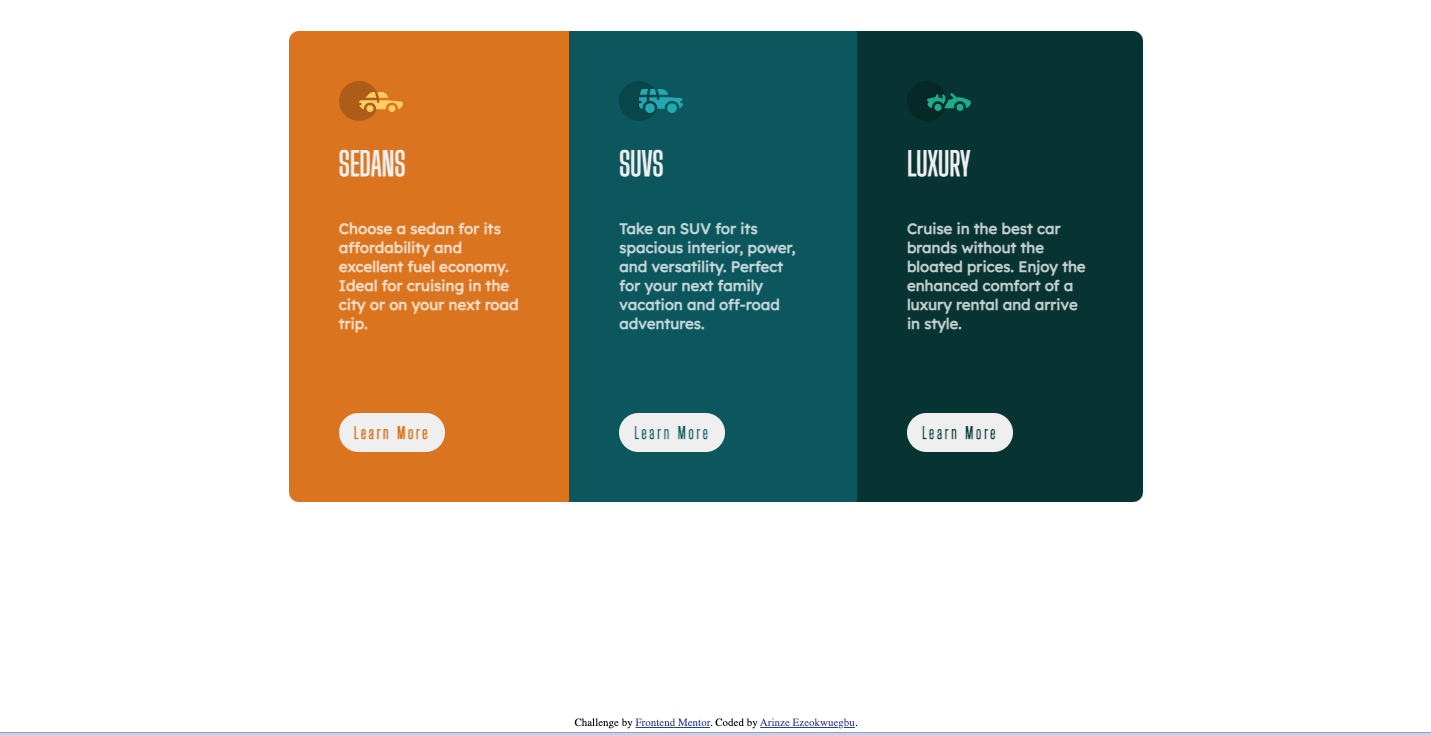 SEDANS
Choose a sedan for its
affordability and
excellent fuel economy.
Ideal for cruising in the
city or on your next road
trip.
Learn More
SUVS
Take an SUV for its
spacious interior, power,
and versatility. Perfect
for your next family
vacation and off-road
adventures.
Learn More
LUXURY
Cruise in the best car
brands without the
bloated prices. Enjoy the
enhanced comfort of a
luxury rental and arrive
in style.
Learn More
Challenge by Frontend Mentor. Coded by Arinze Ezeokwuegbu.